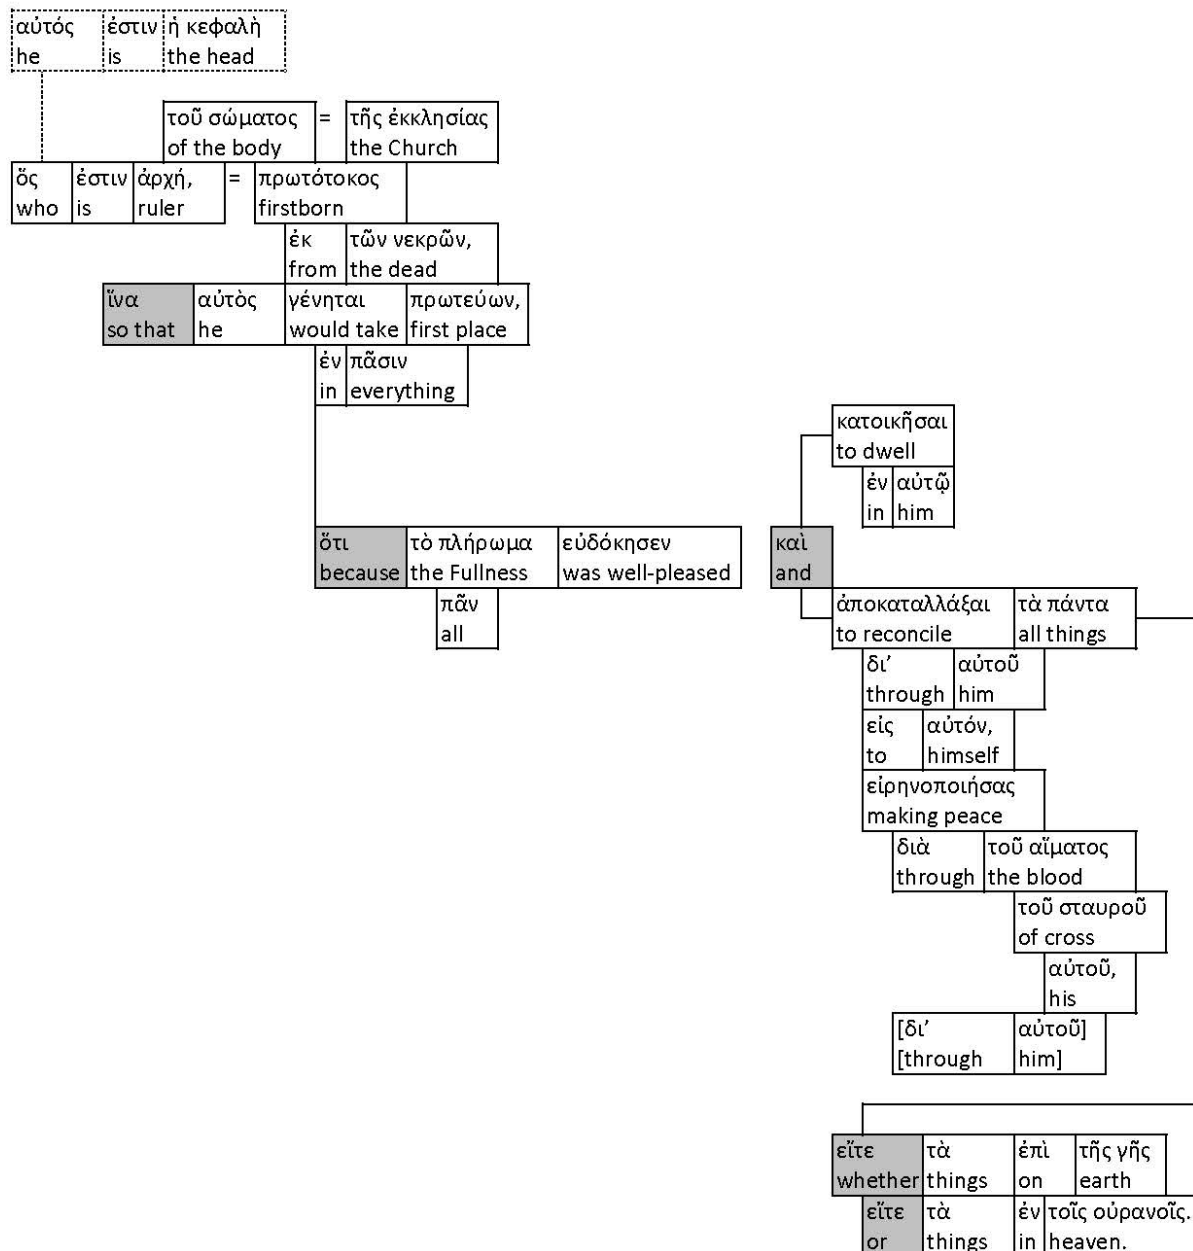 αὐτός ἐστιν ἡ κεφαλὴ
he is the head
τοῦ σώματος = τῆς ἐκκλησίας
of the body the Church
ὅς ἐστιν ἀρχή, = πρωτότοκος
who is ruler firstborn
ἐκ τῶν νεκρῶν,
from the dead
ἵνα αὐτὸς γένηται πρωτεύων,
so that he would take first place
ἐν πᾶσιν
in everything
κατοικῆσαι
to dwell
ἐν αὐτῷ
in him
ὅτι τὸ πλήρωμα εὐδόκησεν καὶ
because the Fullness was well-pleased and
πᾶν ἀποκαταλλάξαι τὰ πάντα
all to reconcile all things
δι’ αὐτοῦ
through him
εἰς αὐτόν,
to himself
εἰρηνοποιήσας
making peace
διὰ τοῦ αἵματος
through the blood
τοῦ σταυροῦ
of cross
αὐτοῦ,
his
[δι’ αὐτοῦ]
[through him]
εἴτε τὰ ἐπὶ τῆς γῆς
whether things on earth
εἴτε τὰ ἐν τοῖς οὐρανοῖς.
or things in heaven.